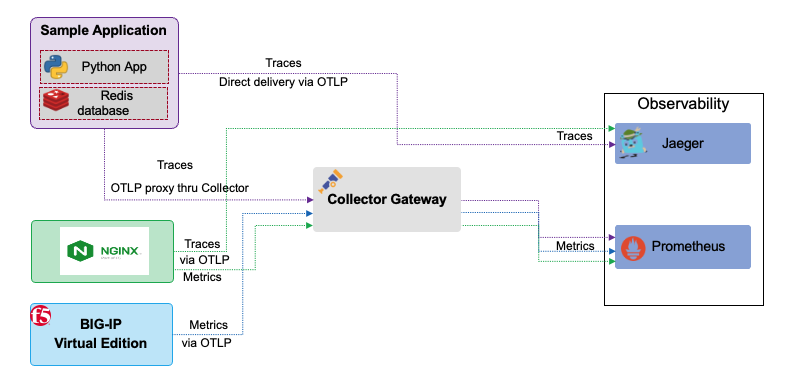 Sample Application
Python App
Redis
database
Traces
Direct delivery via OTLP
Observability
Traces
Jaeger
Traces
OTLP proxy thru Collector
Collector Gateway
NGINX
Traces
via OTLP
Metrics
Metrics
Prometheus
f5
BIG-IP
Virtual Edition
Metrics
via OTLP